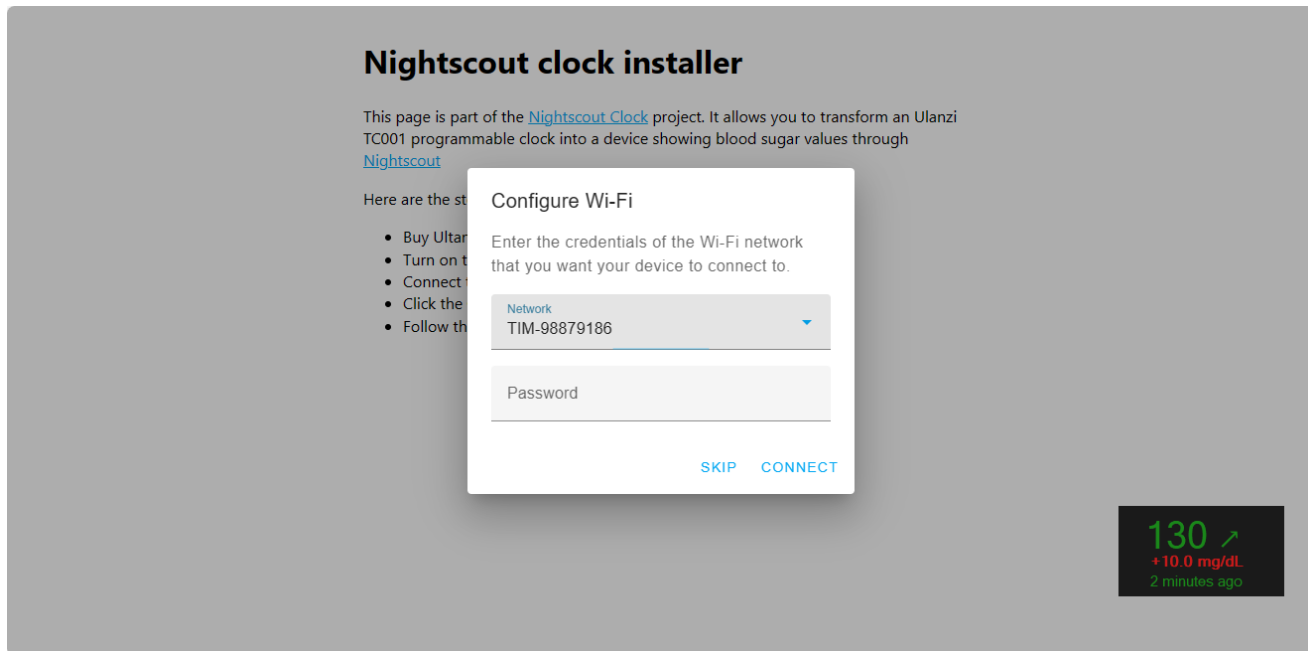 Nightscout clock installer
This page is part of the Nightscout Clock project. It allows you to transform an Ulanzi
TC001 programmable clock into a device showing blood sugar values through
Nightscout
Here are the st
Buy Ultan
Turn on t
Connect
Click the
Follow th
Configure Wi-Fi
Enter the credentials of the Wi-Fi network
that you want your device to connect to.
Network
TIM-98879186
Password
SKIP CONNECT
130 ↗
+10.0 mg/dL
2 minutes ago